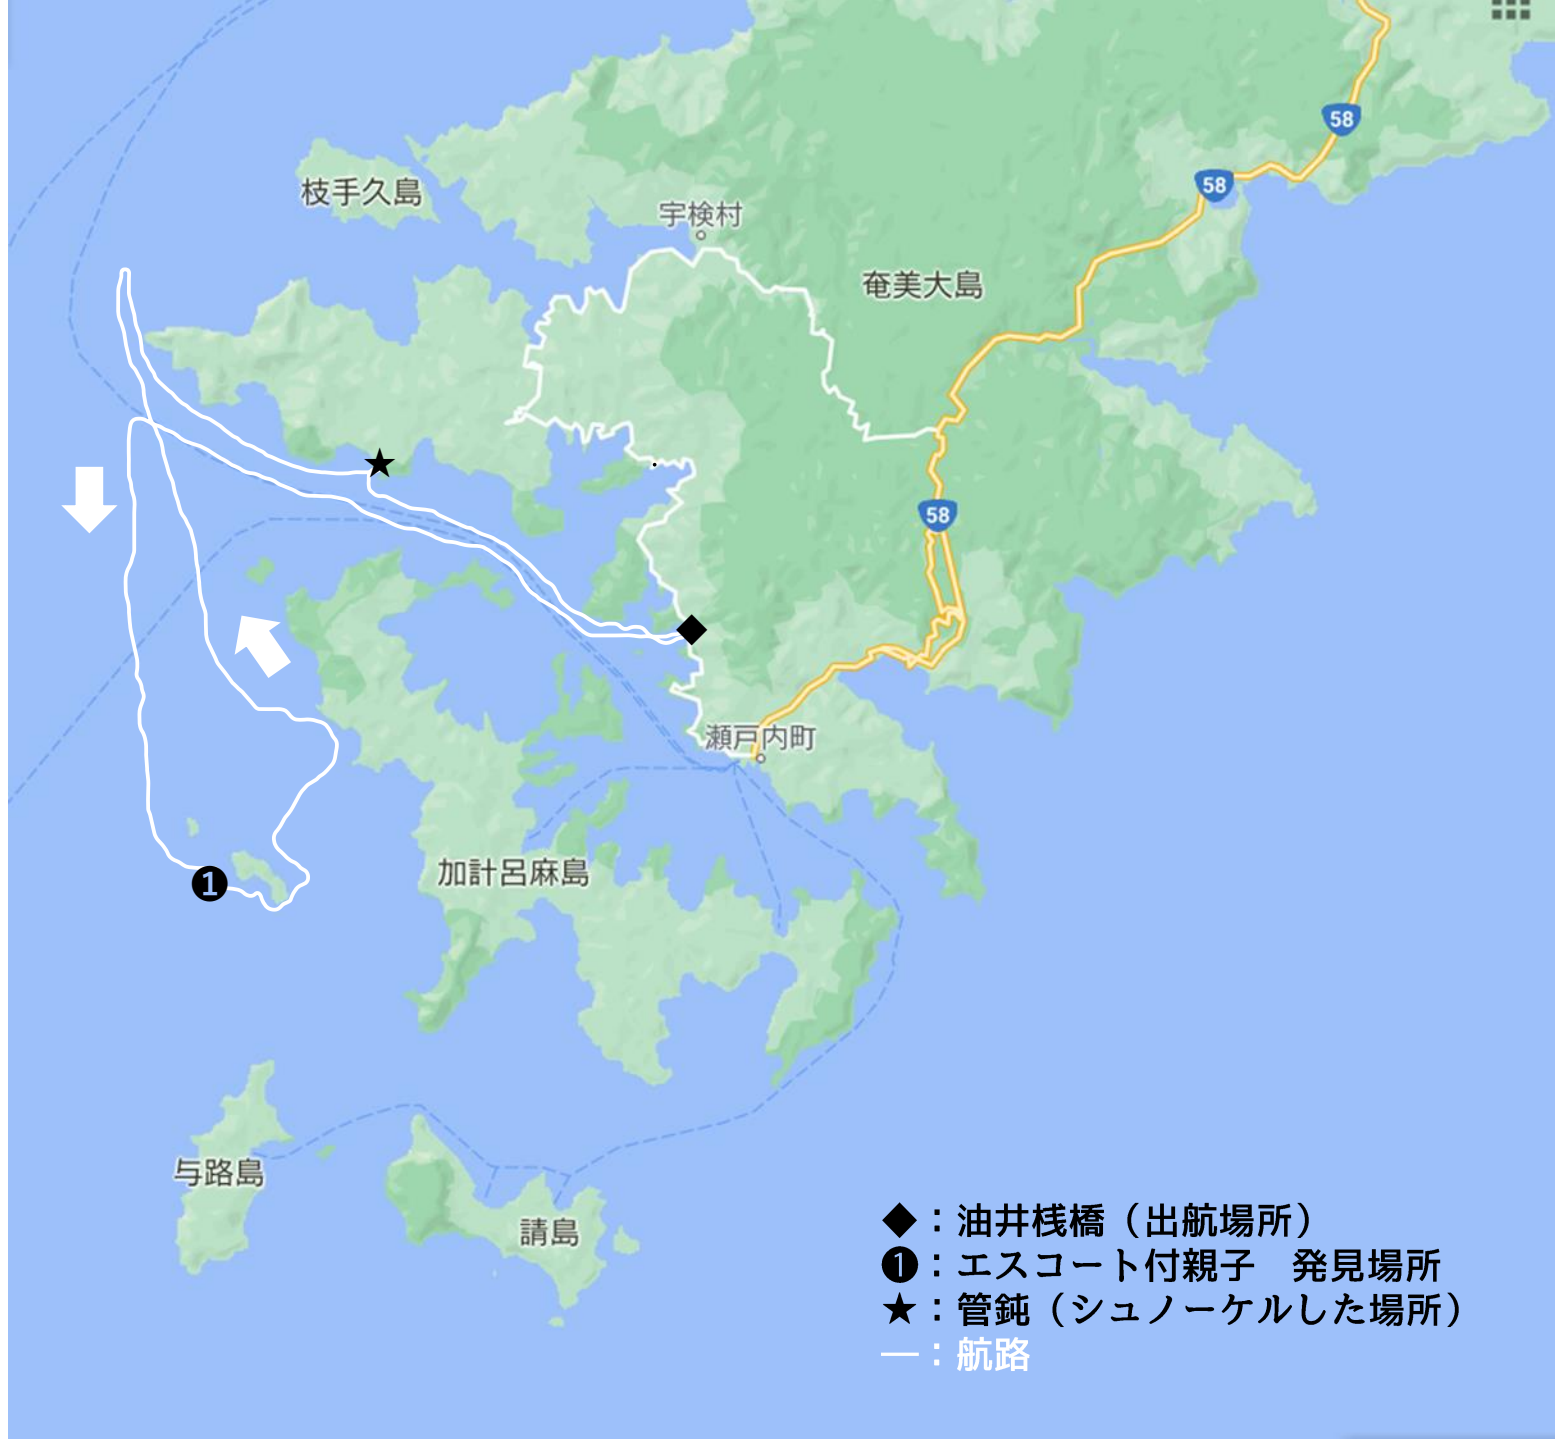 58
58
枝手久島
宇検村
奄美大島
58
瀬戸内町
加計呂麻島
1
与路島
請島
◆：油井桟橋（出航場所）
❶：エスコート付親子　発見場所
★：管鈍（シュノーケルした場所）
―：航路